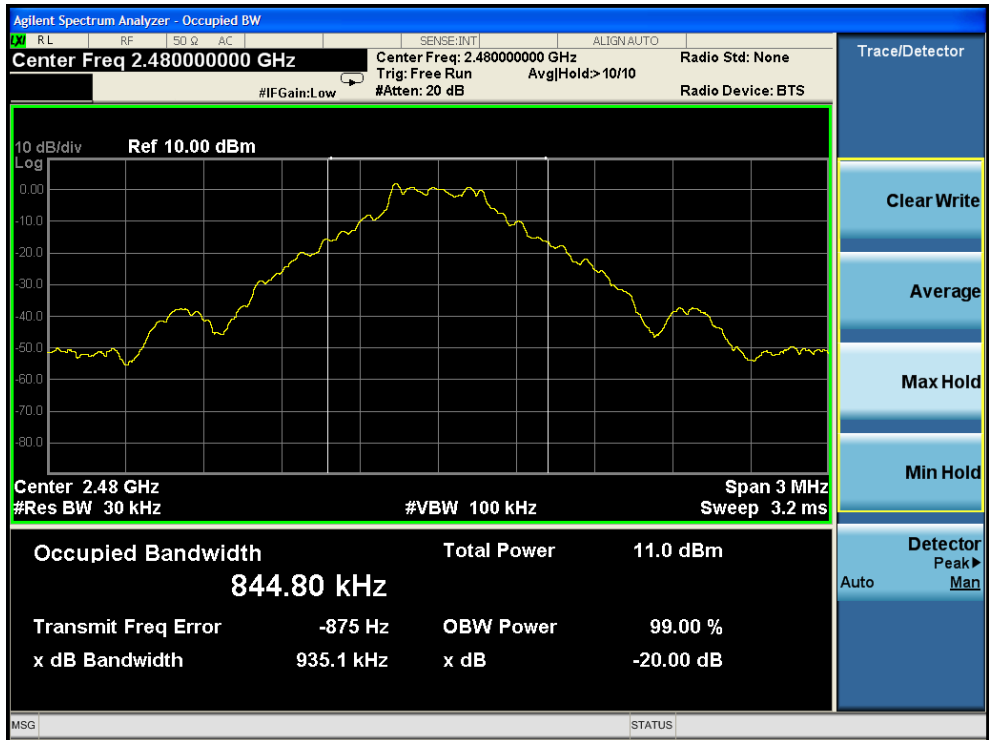 Agilent Spectrum Analyzer - Occupied BW
LXI RL RF 50 Ω AC SENSE:INT ALIGN AUTO
Center Freq 2.480000000 GHz
Center Freq: 2.480000000 GHz
Radio Std: None
Trig: Free Run Avg|Hold:>10/10
#IFGain:Low
#Atten: 20 dB
Radio Device: BTS
10 dB/div Ref 10.00 dBm
Log
0.00
-10.0
-20.0
-30.0
-40.0
-50.0
-60.0
-70.0
-80.0
Center 2.48 GHz Span 3 MHz
#Res BW 30 kHz #VBW 100 kHz Sweep 3.2 ms
Occupied Bandwidth Total Power 11.0 dBm
844.80 kHz
Transmit Freq Error -875 Hz OBW Power 99.00 %
x dB Bandwidth 935.1 kHz x dB -20.00 dB
Trace/Detector
Clear Write
Average
Max Hold
Min Hold
Detector
Peak▶
Auto Man
MSG STATUS